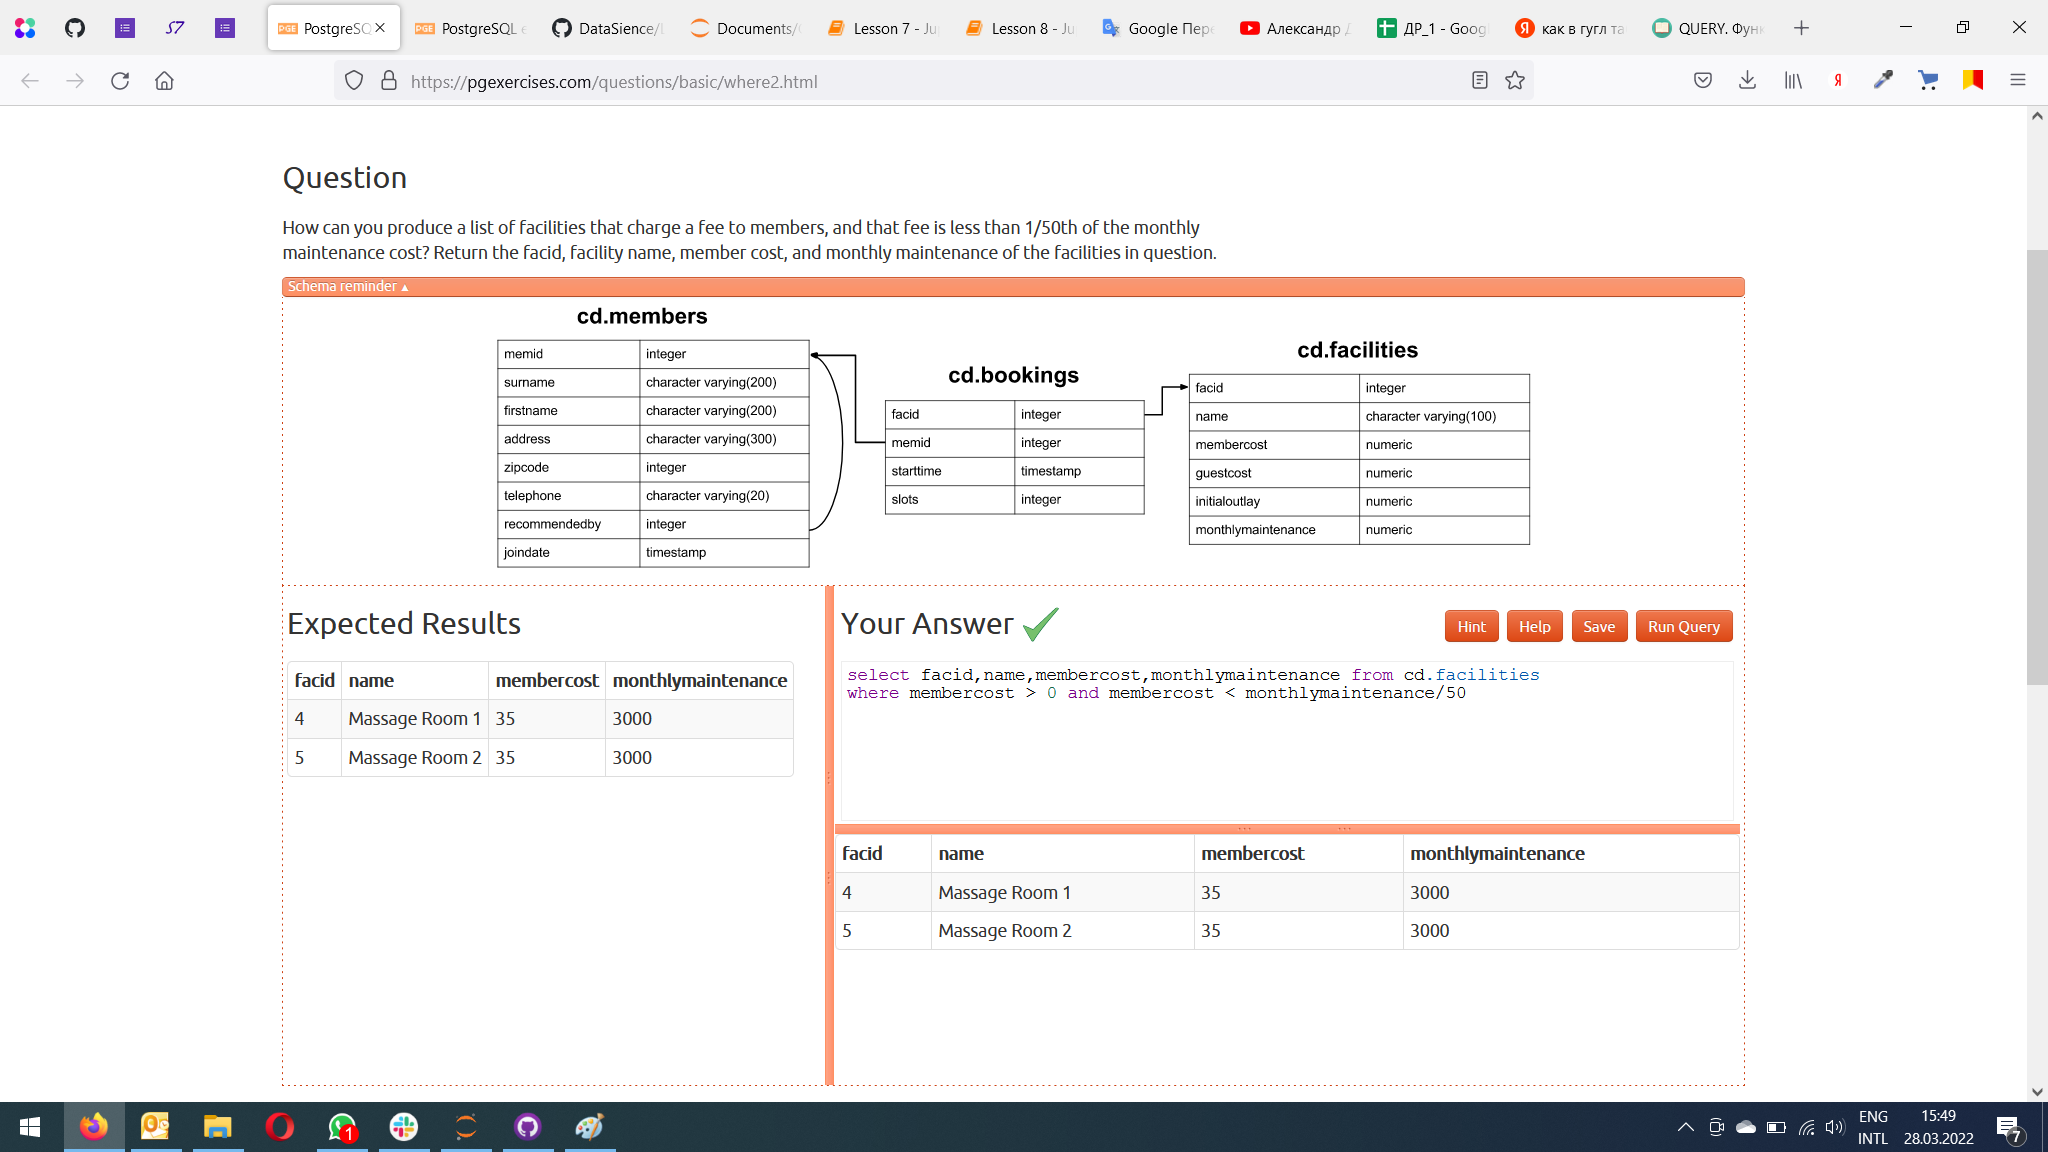 PostgreSQ
PostgreSQL e
DataSience/L
Documents/
Lesson 7 - Ju
Lesson 8 - Ju
Google Пере
Александр Д
ДР_1 - Goog
как в гугл та
QUERY. Функ
https://pgexercises.com/questions/basic/where2.html
Question
How can you produce a list of facilities that charge a fee to members, and that fee is less than 1/50th of the monthly
maintenance cost? Return the facid, facility name, member cost, and monthly maintenance of the facilities in question.
Schema reminder ▲
cd.members
memid integer
surname character varying(200)
firstname character varying(200)
address character varying(300)
zipcode integer
telephone character varying(20)
recommendedby integer
joindate timestamp
cd.bookings
facid integer
memid integer
starttime timestamp
slots integer
cd.facilities
facid integer
name character varying(100)
membercost numeric
guestcost numeric
initialoutlay numeric
monthlymaintenance numeric
Expected Results
facid name membercost monthlymaintenance
4 Massage Room 1 35 3000
5 Massage Room 2 35 3000
Your Answer
Hint Help Save Run Query
select facid,name,membercost,monthlymaintenance from cd.facilities
where membercost > 0 and membercost < monthlymaintenance/50
facid name membercost monthlymaintenance
4 Massage Room 1 35 3000
5 Massage Room 2 35 3000
ENG
INTL
15:49
28.03.2022
7
1